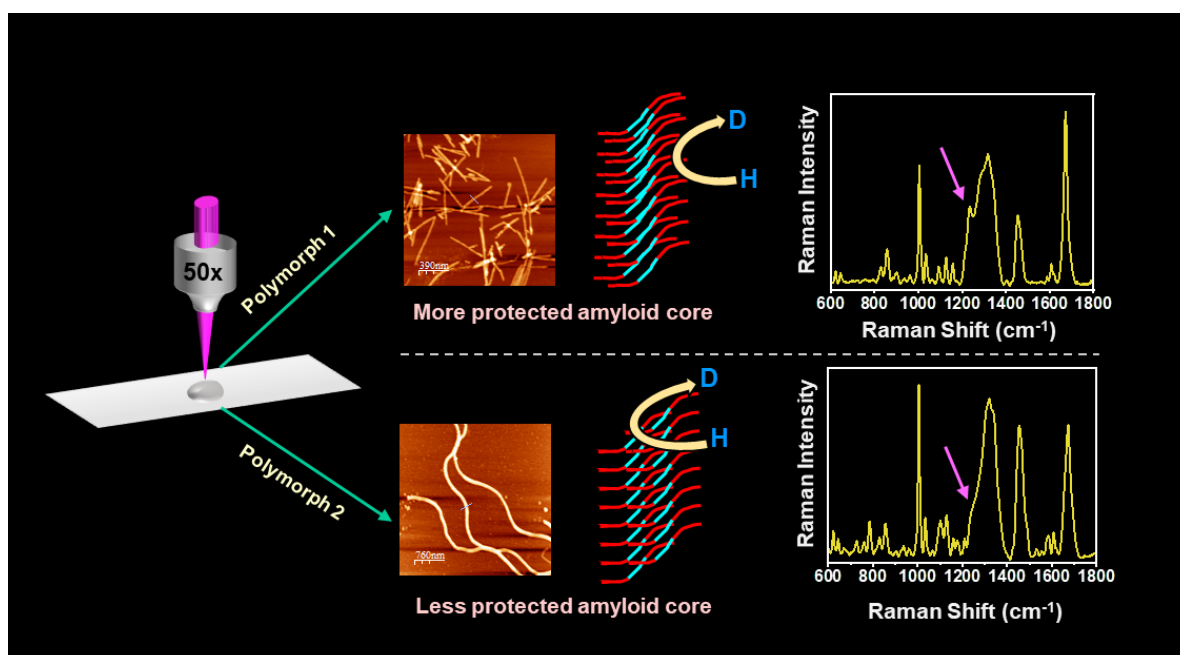 50x
Polymorph 1
390nm
More protected amyloid core
D
H
Raman Intensity
600 800 1000 1200 1400 1600 1800
Raman Shift (cm⁻¹)
Polymorph 2
760nm
Less protected amyloid core
D
H
Raman Intensity
600 800 1000 1200 1400 1600 1800
Raman Shift (cm⁻¹)